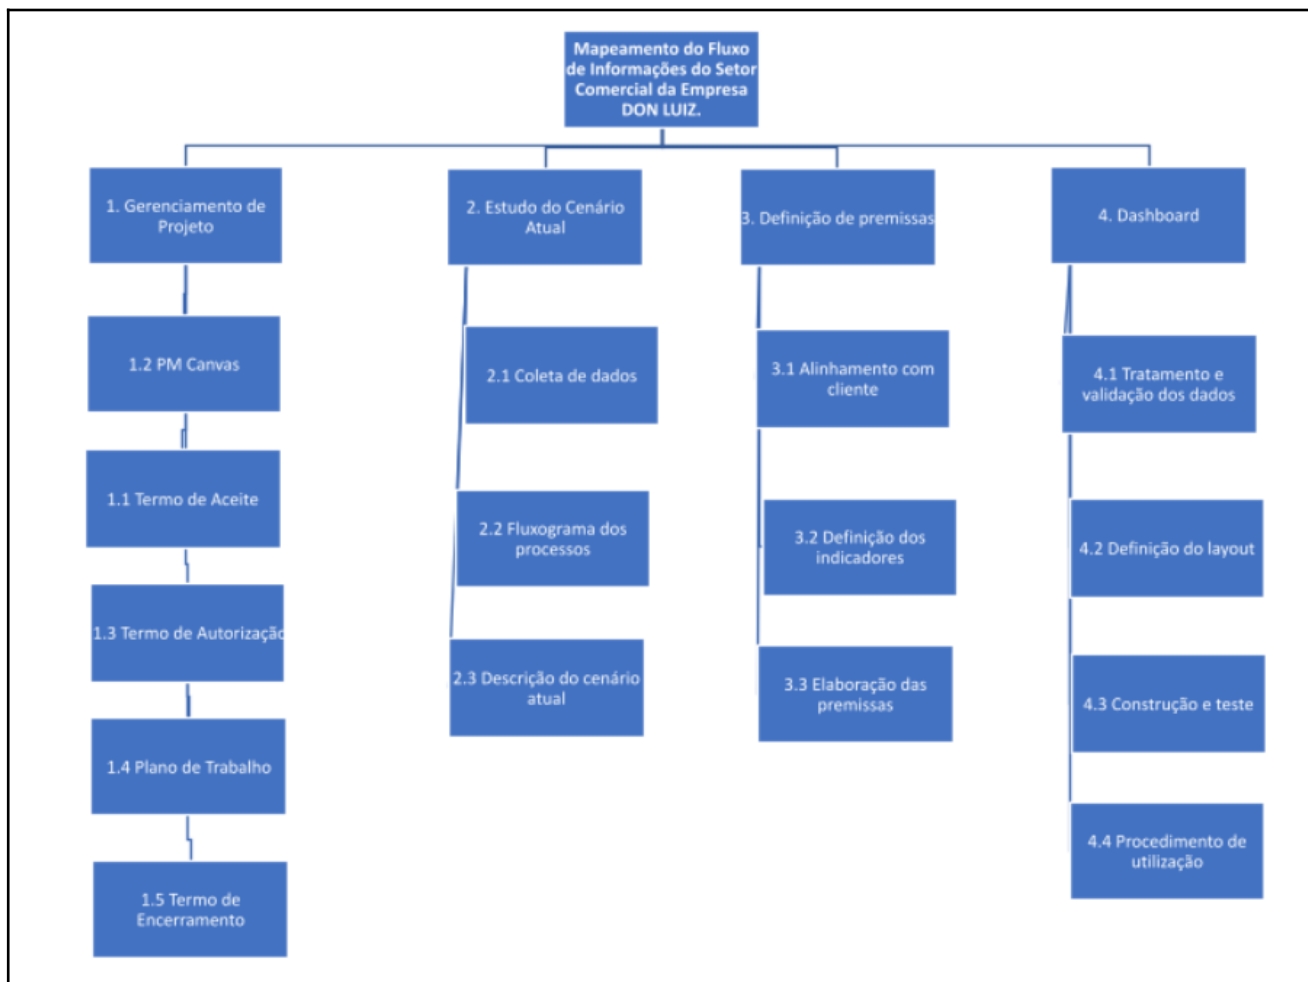 Mapeamento do Fluxo
de Informações do Setor
Comercial da Empresa
DON LUIZ.
1. Gerenciamento de
Projeto
1.2 PM Canvas
1.1 Termo de Aceite
1.3 Termo de Autorização
1.4 Plano de Trabalho
1.5 Termo de
Encerramento
2. Estudo do Cenário
Atual
2.1 Coleta de dados
2.2 Fluxograma dos
processos
2.3 Descrição do cenário
atual
3. Definição de premissas
3.1 Alinhamento com
cliente
3.2 Definição dos
indicadores
3.3 Elaboração das
premissas
4. Dashboard
4.1 Tratamento e
validação dos dados
4.2 Definição do layout
4.3 Construção e teste
4.4 Procedimento de
utilização